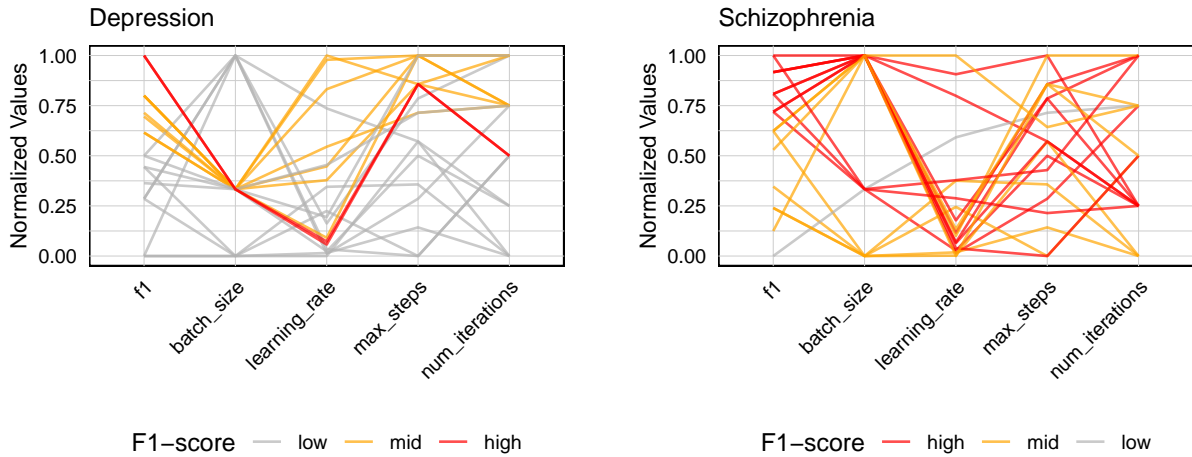 Depression
Normalized Values
1.00
0.75
0.50
0.25
0.00
f1
batch_size
learning_rate
max_steps
num_iterations
F1−score low mid high
Schizophrenia
Normalized Values
1.00
0.75
0.50
0.25
0.00
f1
batch_size
learning_rate
max_steps
num_iterations
F1−score high mid low